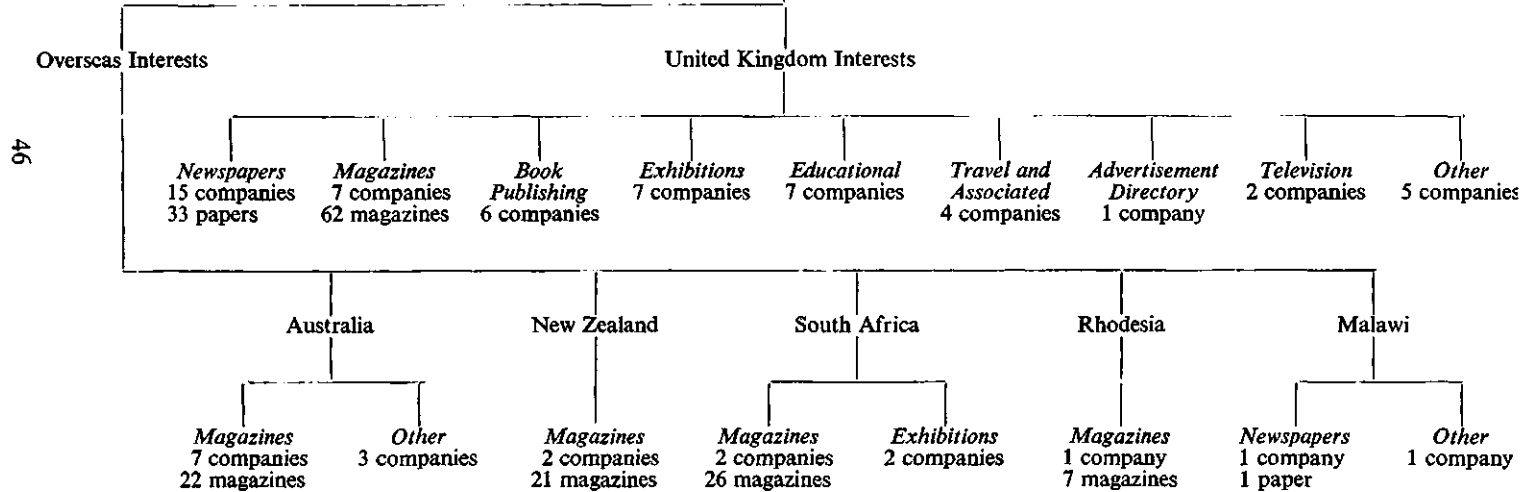 Overseas Interests
United Kingdom Interests
46
Newspapers
15 companies
33 papers
Magazines
7 companies
62 magazines
Book
Publishing
6 companies
Exhibitions
7 companies
Educational
7 companies
Travel and
Associated
4 companies
Advertisement
Directory
1 company
Television
2 companies
Other
5 companies
Australia
New Zealand
South Africa
Rhodesia
Malawi
Magazines
7 companies
22 magazines
Other
3 companies
Magazines
2 companies
21 magazines
Magazines
2 companies
26 magazines
Exhibitions
2 companies
Magazines
1 company
7 magazines
Newspapers
1 company
1 paper
Other
1 company